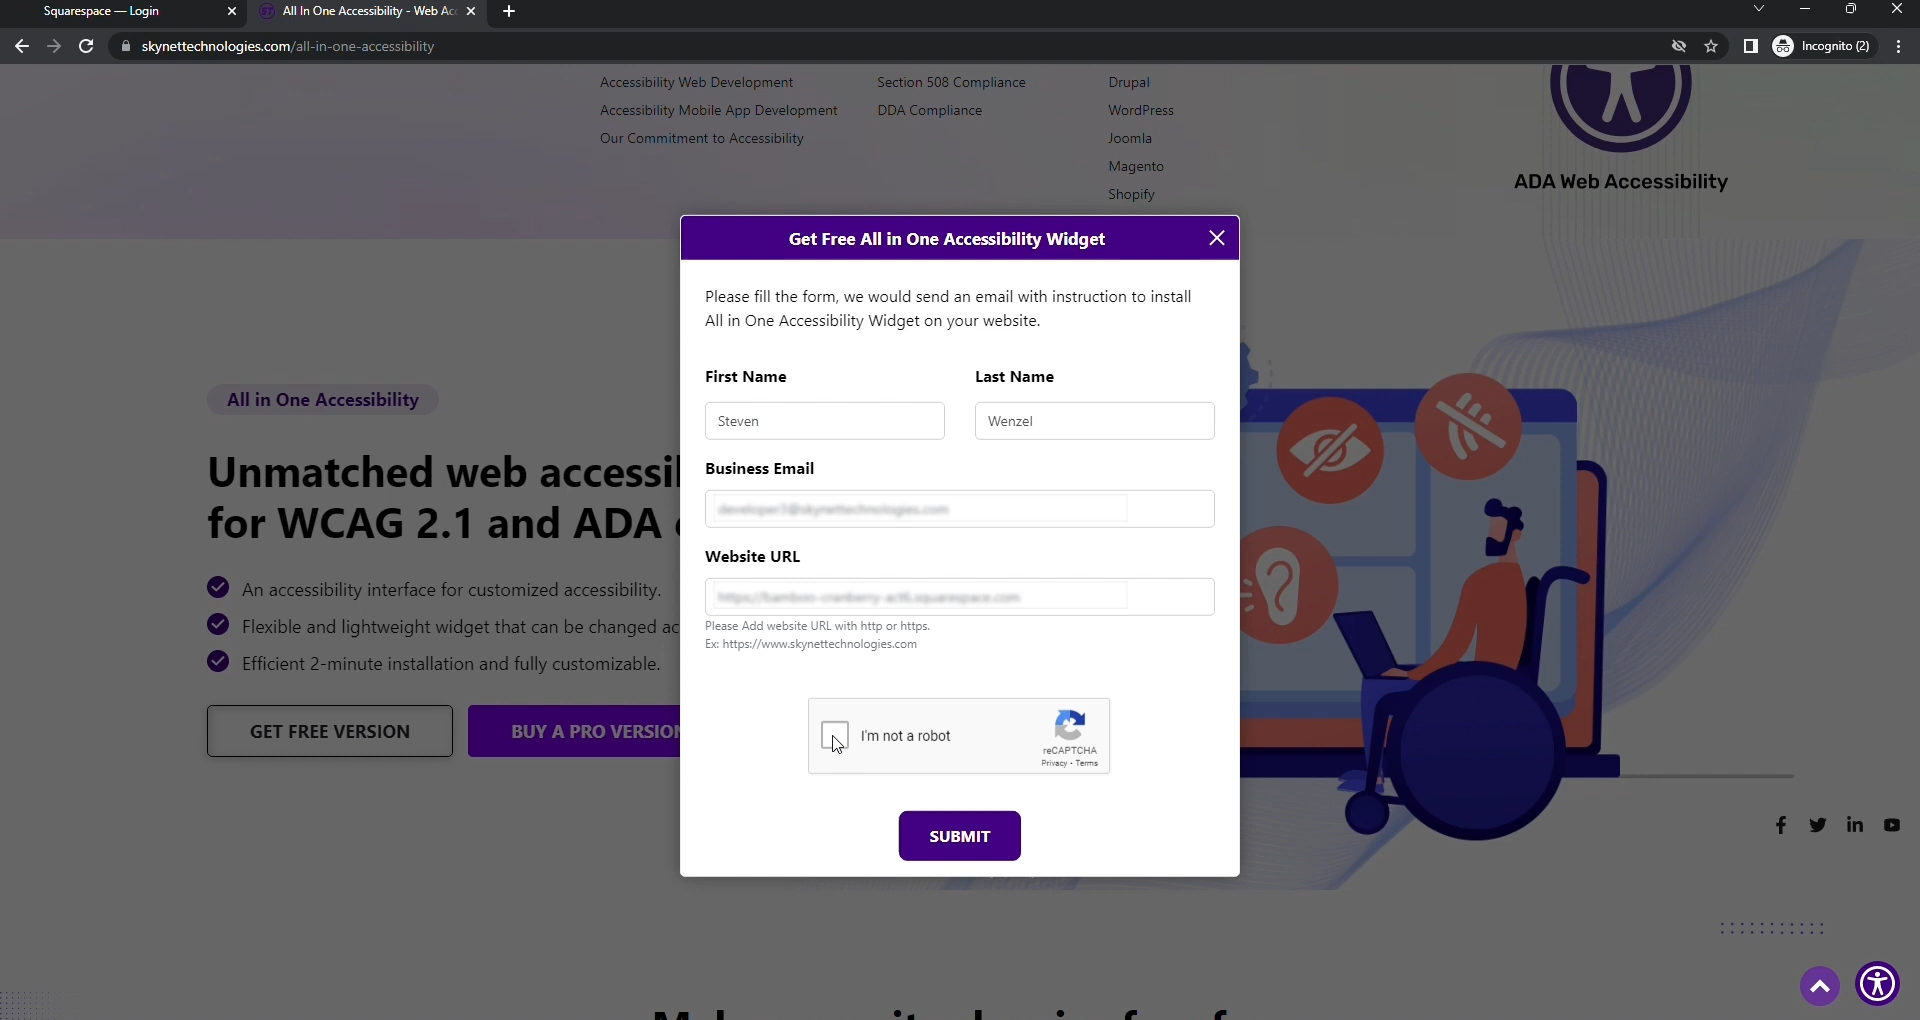 Squarespace — Login
All In One Accessibility - Web Acc
skynettechnologies.com/all-in-one-accessibility
Incognito (2)
Accessibility Web Development
Accessibility Mobile App Development
Our Commitment to Accessibility
Section 508 Compliance
DDA Compliance
Drupal
WordPress
Joomla
Magento
Shopify
ADA Web Accessibility
All in One Accessibility
Unmatched web accessil
for WCAG 2.1 and ADA
An accessibility interface for customized accessibility.
Flexible and lightweight widget that can be changed ac
Efficient 2-minute installation and fully customizable.
GET FREE VERSION
BUY A PRO VERSION
Get Free All in One Accessibility Widget
Please fill the form, we would send an email with instruction to install
All in One Accessibility Widget on your website.
First Name
Last Name
Steven
Wenzel
Business Email
Website URL
Please Add website URL with http or https.
Ex: https://www.skynettechnologies.com
I'm not a robot
reCAPTCHA
Privacy - Terms
SUBMIT